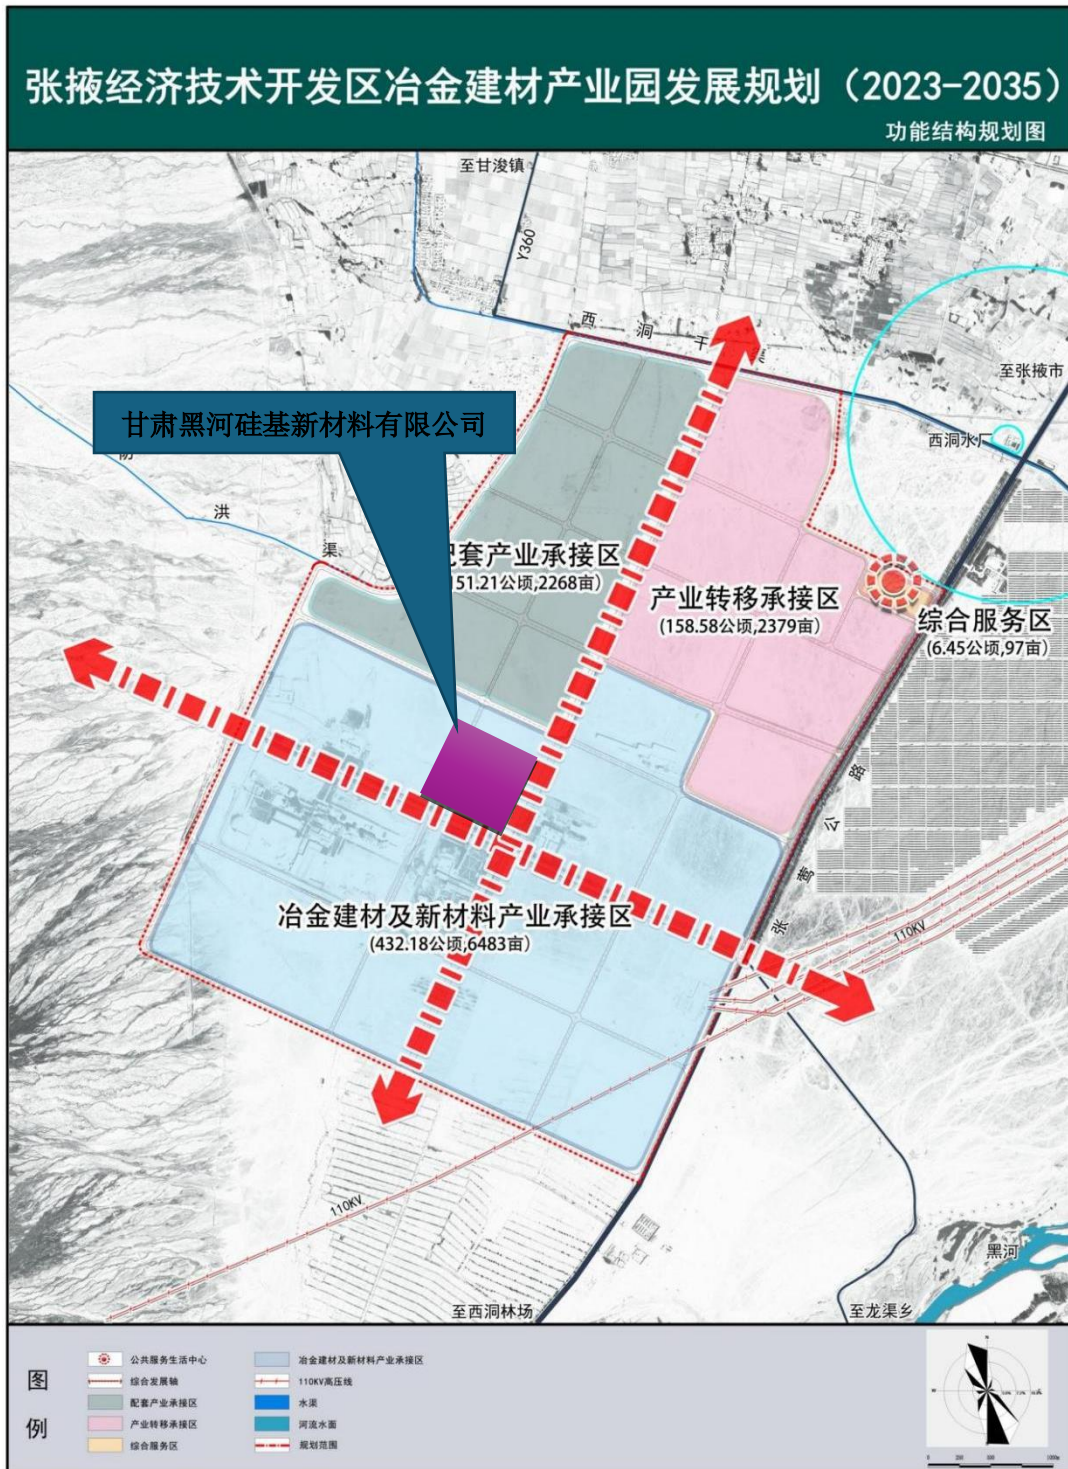 张掖经济技术开发区冶金建材产业园发展规划（2023-2035）
功能结构规划图
至甘浚镇
Y360
西洞干
至张掖市
甘肃黑河硅基新材料有限公司
西洞水厂
洪
渠
配套产业承接区
151.21公顷,2268亩）
产业转移承接区
(158.58公顷,2379亩）
综合服务区
(6.45公顷,97亩）
张鹭公路
冶金建材及新材料产业承接区
(432.18公顷,6483亩）
110KV
110KV
黑河
至西洞林场
至龙渠乡
图例
公共服务生活中心
综合发展轴
配套产业承接区
产业转移承接区
综合服务区
冶金建材及新材料产业承接区
110KV高压线
水渠
河流水面
规划范围
0
1000m